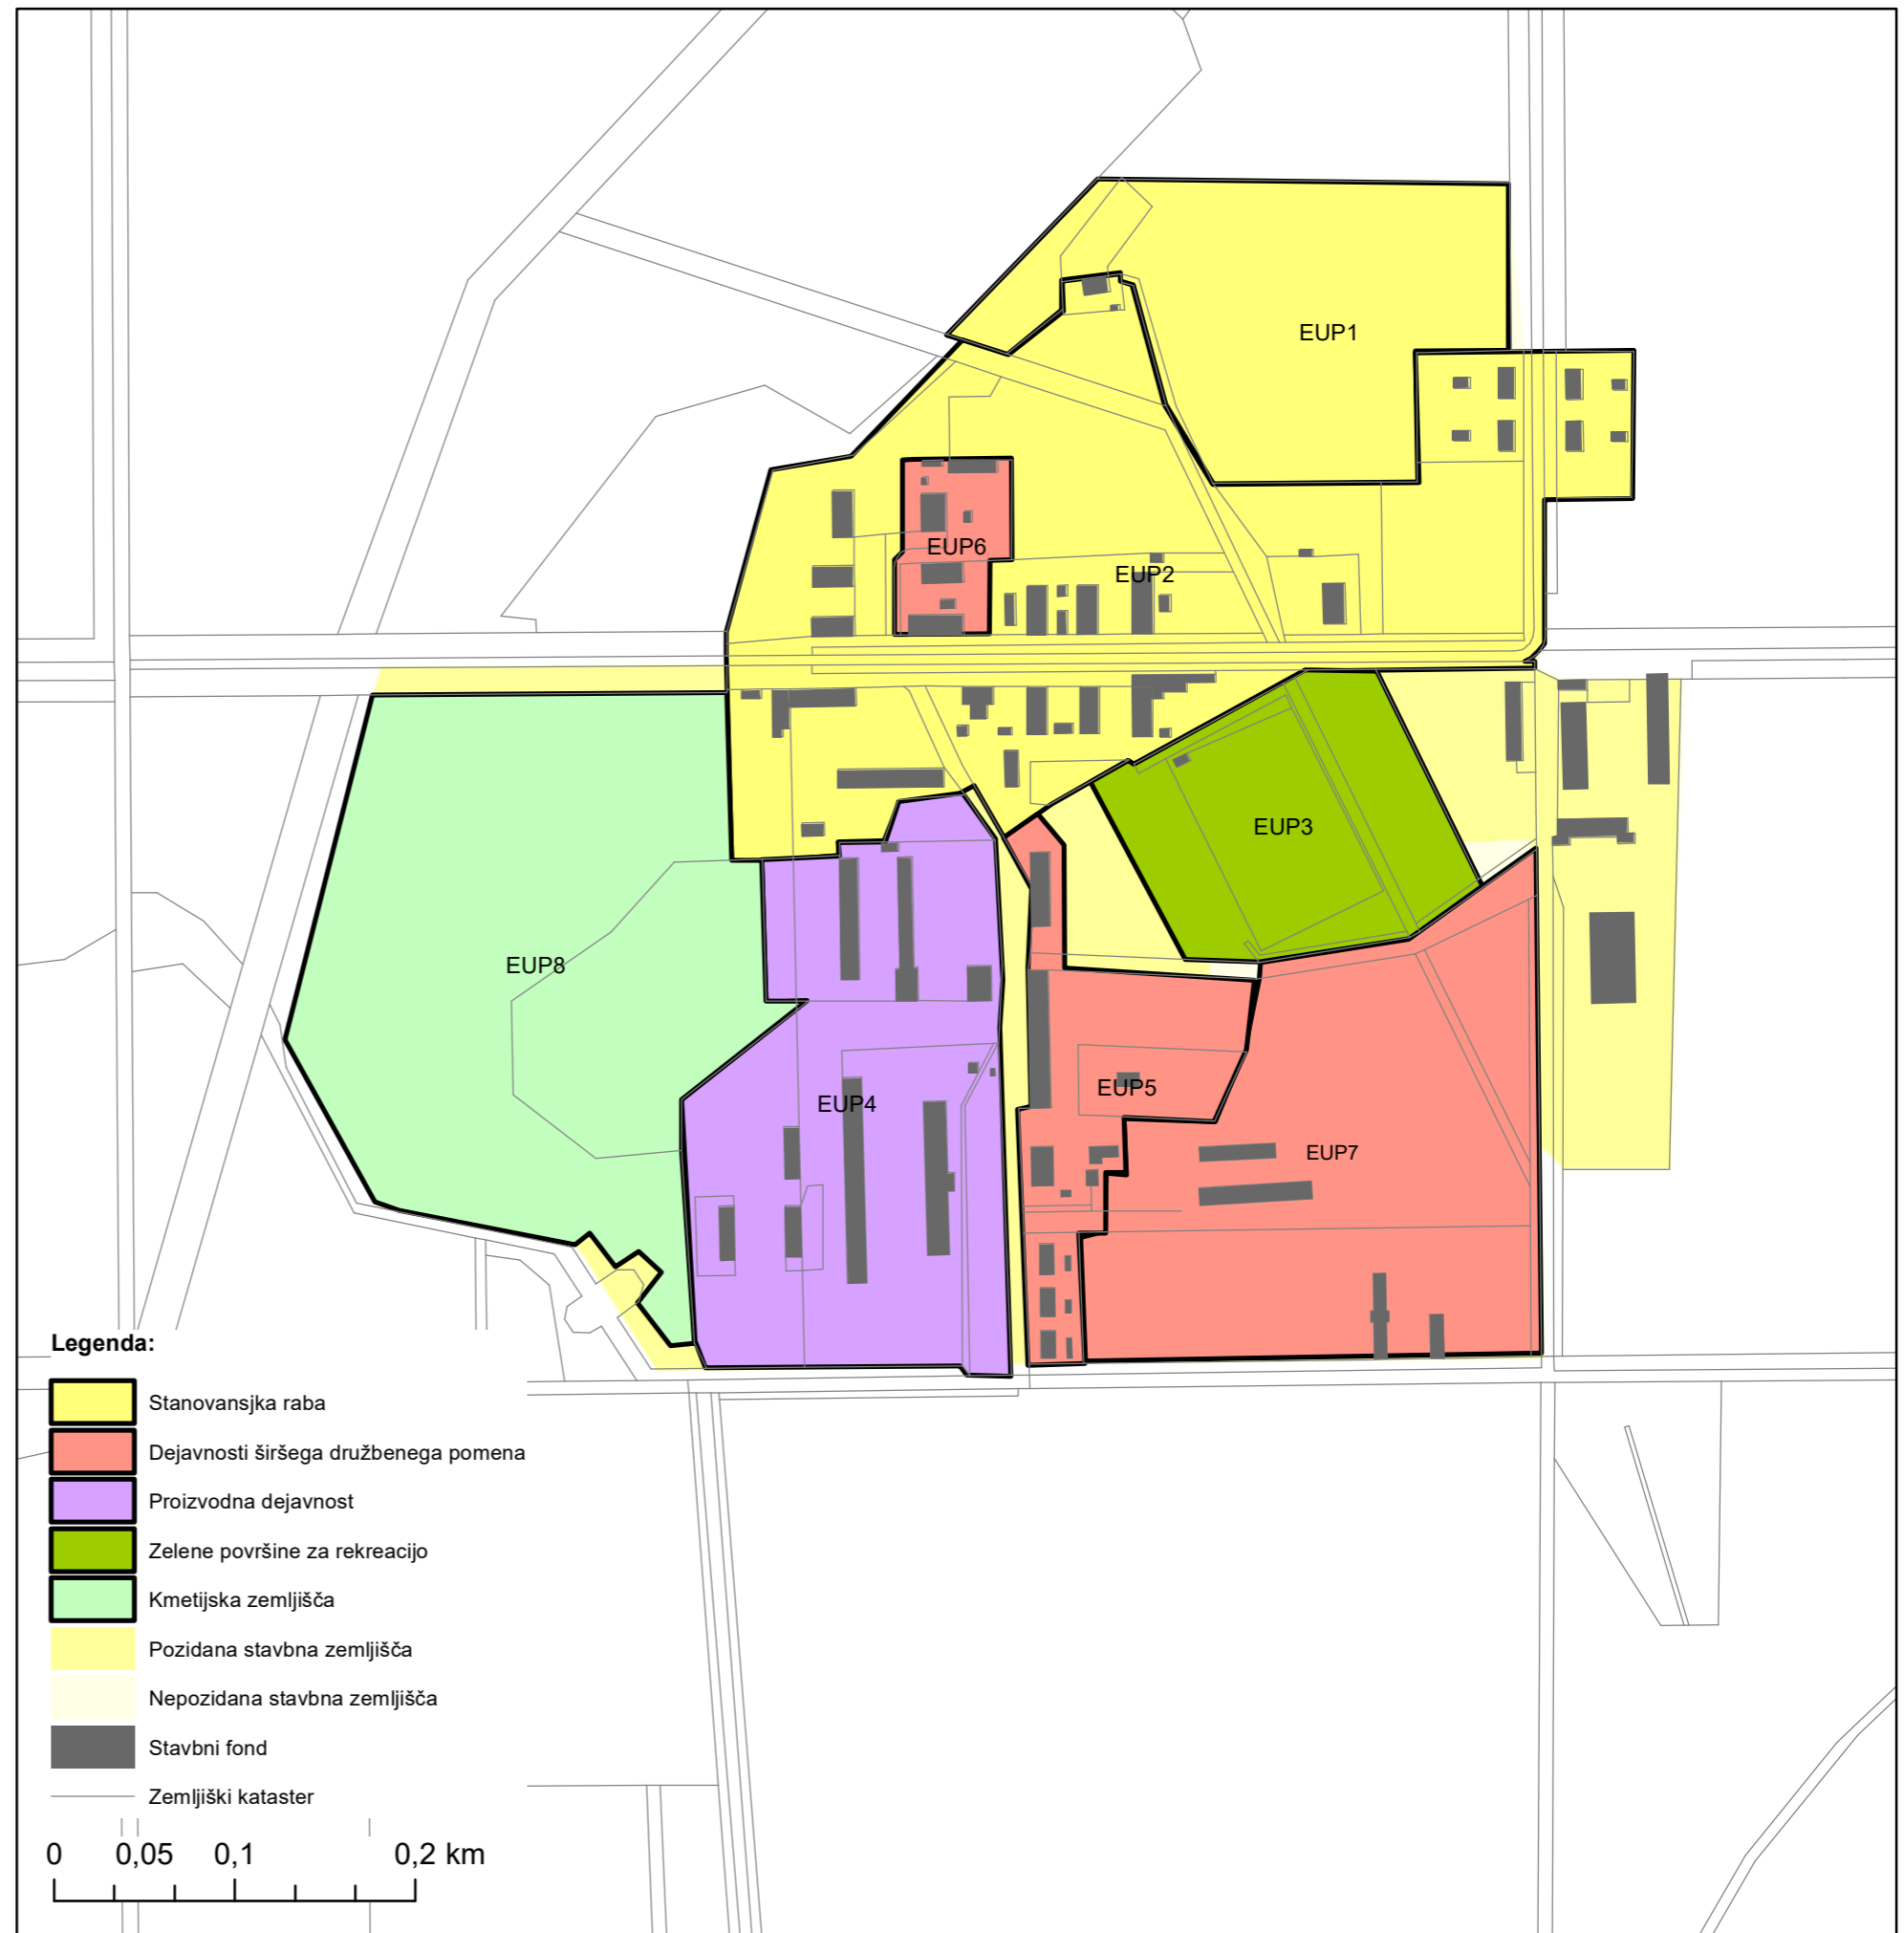 EUP1
EUP6
EUP2
EUP3
EUP8
EUP5
EUP4
EUP7
Legenda:
Stanovansjka raba
Dejavnosti širšega družbenega pomena
Proizvodna dejavnost
Zelene površine za rekreacijo
Kmetijska zemljišča
Pozidana stavbna zemljišča
Nepozidana stavbna zemljišča
Stavbni fond
Zemljiški kataster
0 0,05 0,1 0,2 km